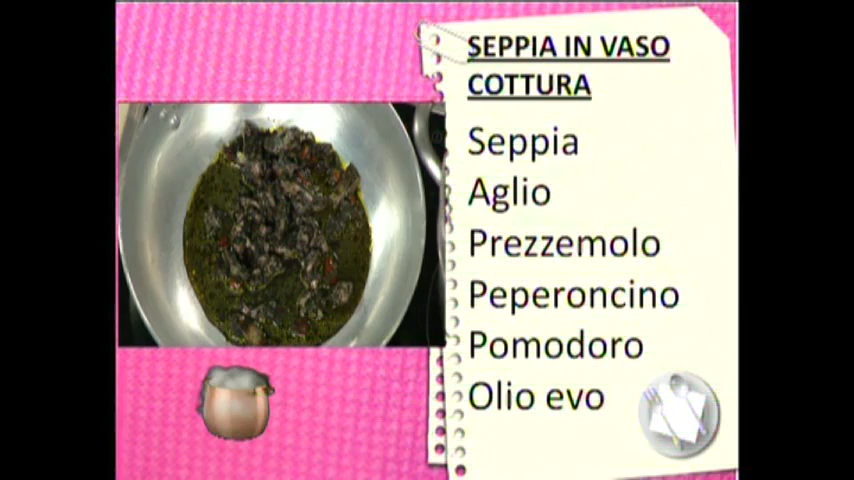 SEPPIA IN VASO
COTTURA
Seppia
Aglio
Prezzemolo
Peperoncino
Pomodoro
Olio evo